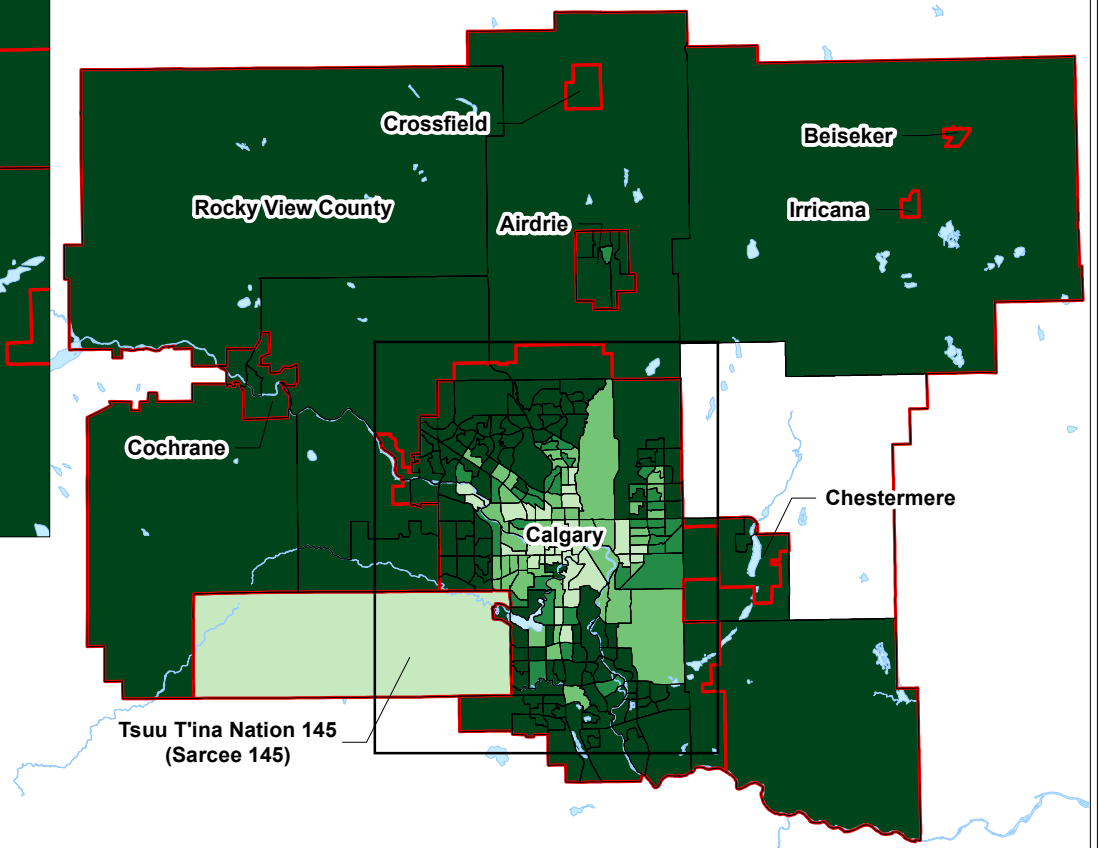 Crossfield
Beiseker
Rocky View County
Irricana
Airdrie
Cochrane
Chestermere
Calgary
Tsuu T'ina Nation 145
(Sarcee 145)